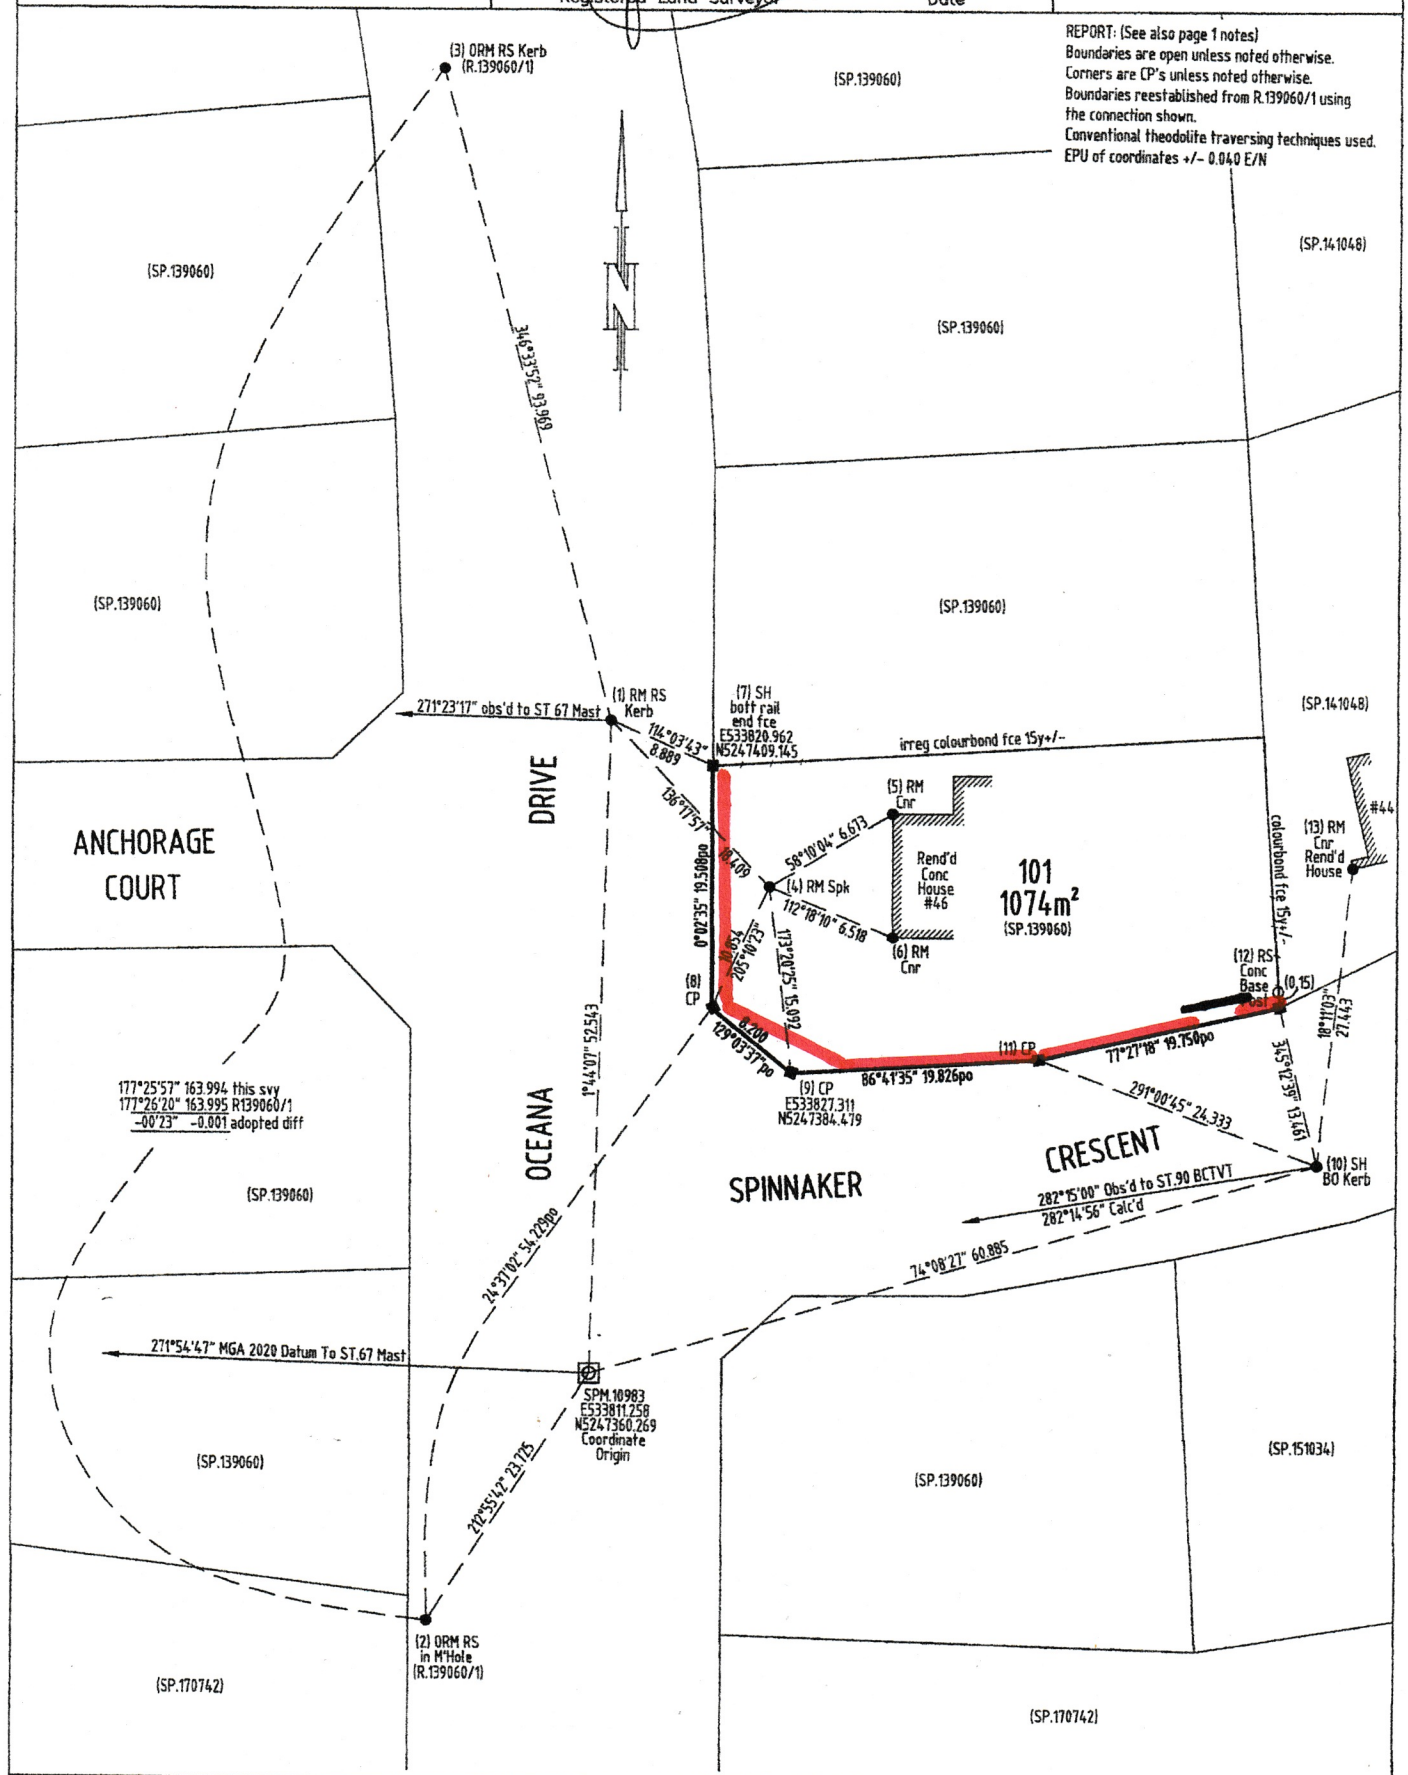 Registered Land Surveyor
Date
REPORT: (See also page 1 notes)
Boundaries are open unless noted otherwise.
Corners are CP's unless noted otherwise.
Boundaries reestablished from R.139060/1 using
the connection shown.
Conventional theodolite traversing techniques used.
EPU of coordinates +/- 0.040 E/N
(3) ORM RS Kerb
(R.139060/1)
(SP.139060)
(SP.141048)
(SP.139060)
N
(SP.139060)
346°33'52" 93.969
(SP.139060)
(SP.139060)
271°23'17" obs'd to ST 67 Mast
(1) RM RS
Kerb
(7) SH
bott rail
end fce
E533820.962
N5247409.145
114°03'43"
8.889
irreg colourbond fce 15y+/-
(SP.141048)
136°17'57"
18.409
DRIVE
ANCHORAGE
COURT
(5) RM
Cnr
58°10'04" 6.673
(4) RM Spk
112°18'10" 6.518
Rend'd
Conc
House
#46
(6) RM
Cnr
101
1074m²
(SP.139060)
colourbond fce 15y+/-
#44
(13) RM
Cnr
Rend'd
House
0°02'35" 19.508po
10.854
205°10'23"
173°20'25" 15.092
(8)
CP
(12) RS
Conc
Base
Post
(0.15)
8.200
129°03'37"po
(11) CP
77°27'18" 19.750po
86°41'35" 19.826po
(9) CP
E533827.311
N5247384.479
18°11'03"
27.443
345°12'39" 13.461
291°00'45" 24.333
1°44'07" 52.543
177°25'57" 163.994 this svy
177°26'20" 163.995 R139060/1
-00'23" -0.001 adopted diff
OCEANA
SPINNAKER
CRESCENT
(10) SH
BO Kerb
282°15'00" Obs'd to ST.90 BCTVT
282°14'56" Calc'd
(SP.139060)
24°37'02" 54.229po
74°08'27" 60.885
271°54'47" MGA 2020 Datum To ST.67 Mast
SPM.10983
E533811.258
N5247360.269
Coordinate
Origin
(SP.139060)
212°55'42" 23.725
(SP.139060)
(SP.151034)
(2) ORM RS
in M'Hole
(R.139060/1)
(SP.170742)
(SP.170742)